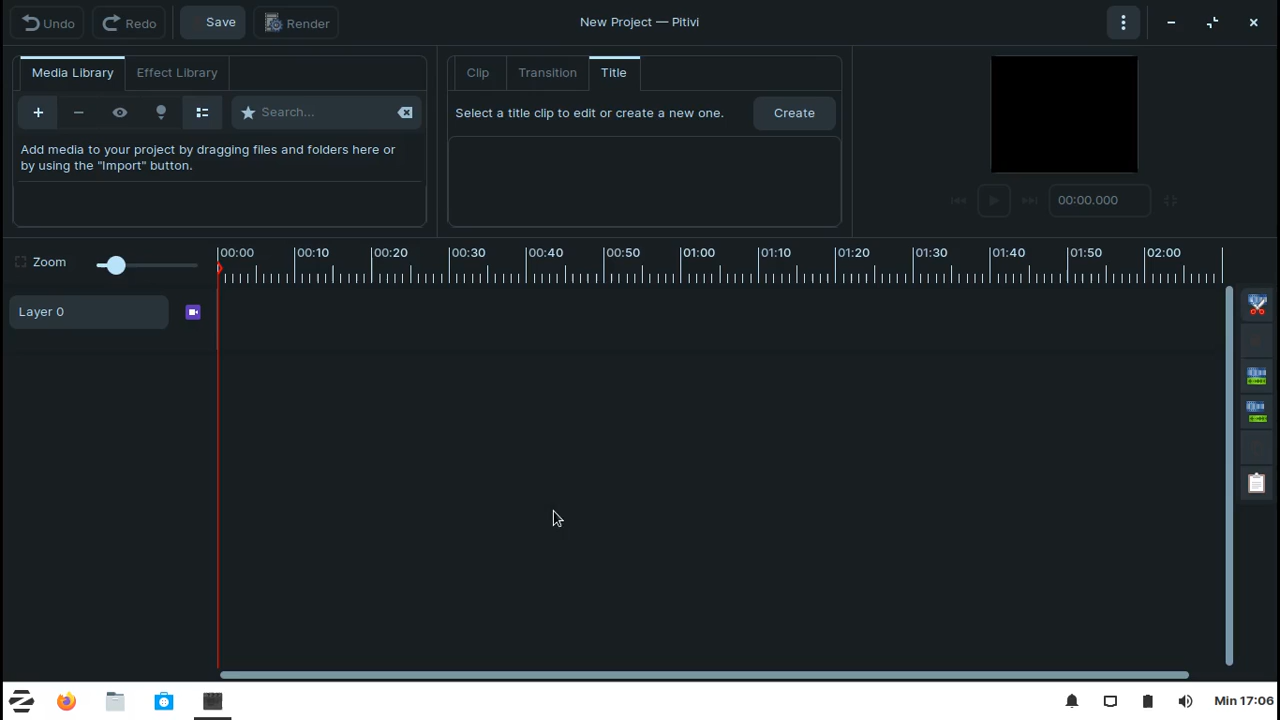 Undo
Redo
Save
Render
New Project — Pitivi
Media Library
Effect Library
Search...
Add media to your project by dragging files and folders here or
by using the "Import" button.
Clip
Transition
Title
Select a title clip to edit or create a new one.
Create
00:00.000
Zoom
00:00 00:10 00:20 00:30 00:40 00:50 01:00 01:10 01:20 01:30 01:40 01:50 02:00
Layer 0
Min 17:06